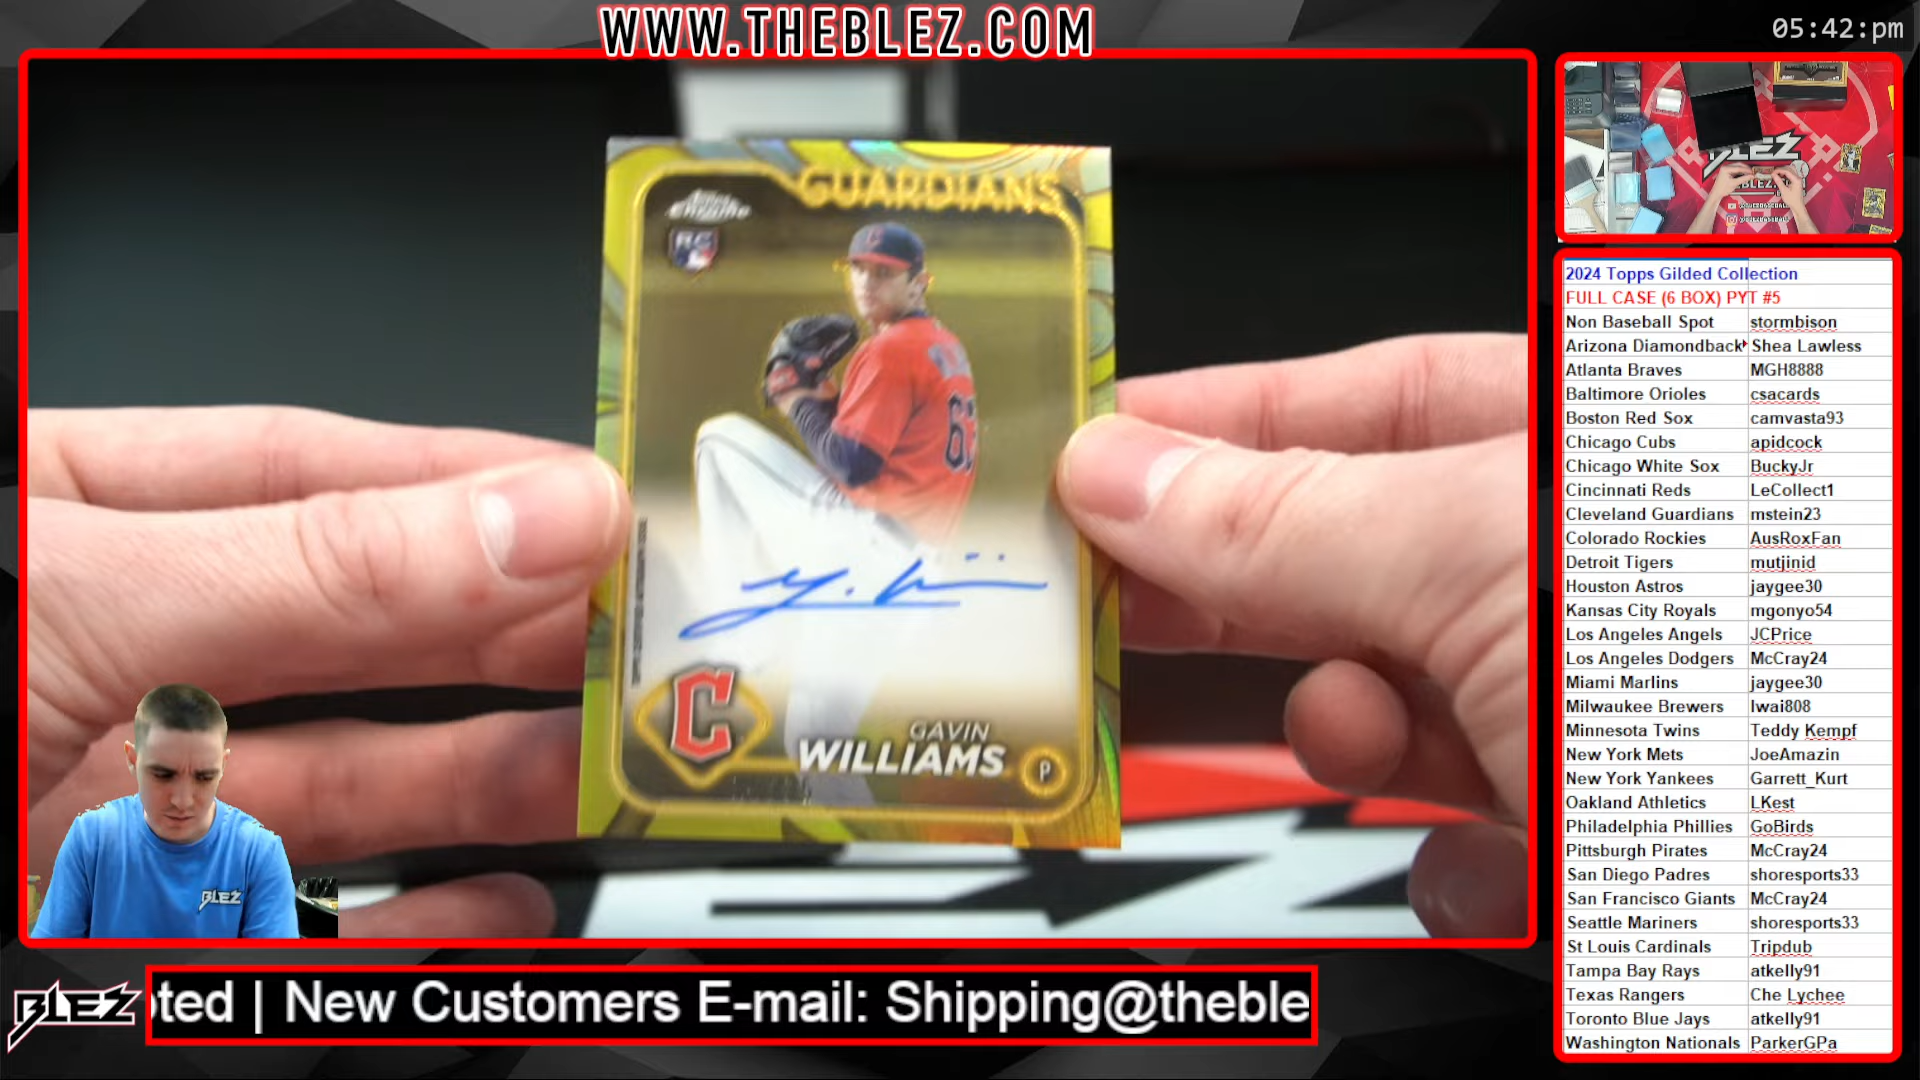 WWW.THEBLEZ.COM
05:42:pm
GUARDIANS
Topps Chrome
RC
GAVIN
WILLIAMS
P
C
BLEZ
BLEZ
2024 Topps Gilded Collection
FULL CASE (6 BOX) PYT #5
Non Baseball Spot stormbison
Arizona Diamondback Shea Lawless
Atlanta Braves MGH8888
Baltimore Orioles csacards
Boston Red Sox camvasta93
Chicago Cubs apidcock
Chicago White Sox BuckyJr
Cincinnati Reds LeCollect1
Cleveland Guardians mstein23
Colorado Rockies AusRoxFan
Detroit Tigers mutjinid
Houston Astros jaygee30
Kansas City Royals mgonyo54
Los Angeles Angels JCPrice
Los Angeles Dodgers McCray24
Miami Marlins jaygee30
Milwaukee Brewers lwai808
Minnesota Twins Teddy Kempf
New York Mets JoeAmazin
New York Yankees Garrett_Kurt
Oakland Athletics LKest
Philadelphia Phillies GoBirds
Pittsburgh Pirates McCray24
San Diego Padres shoresports33
San Francisco Giants McCray24
Seattle Mariners shoresports33
St Louis Cardinals Tripdub
Tampa Bay Rays atkelly91
Texas Rangers Che Lychee
Toronto Blue Jays atkelly91
Washington Nationals ParkerGPa
BLEZ
ted | New Customers E-mail: Shipping@theble